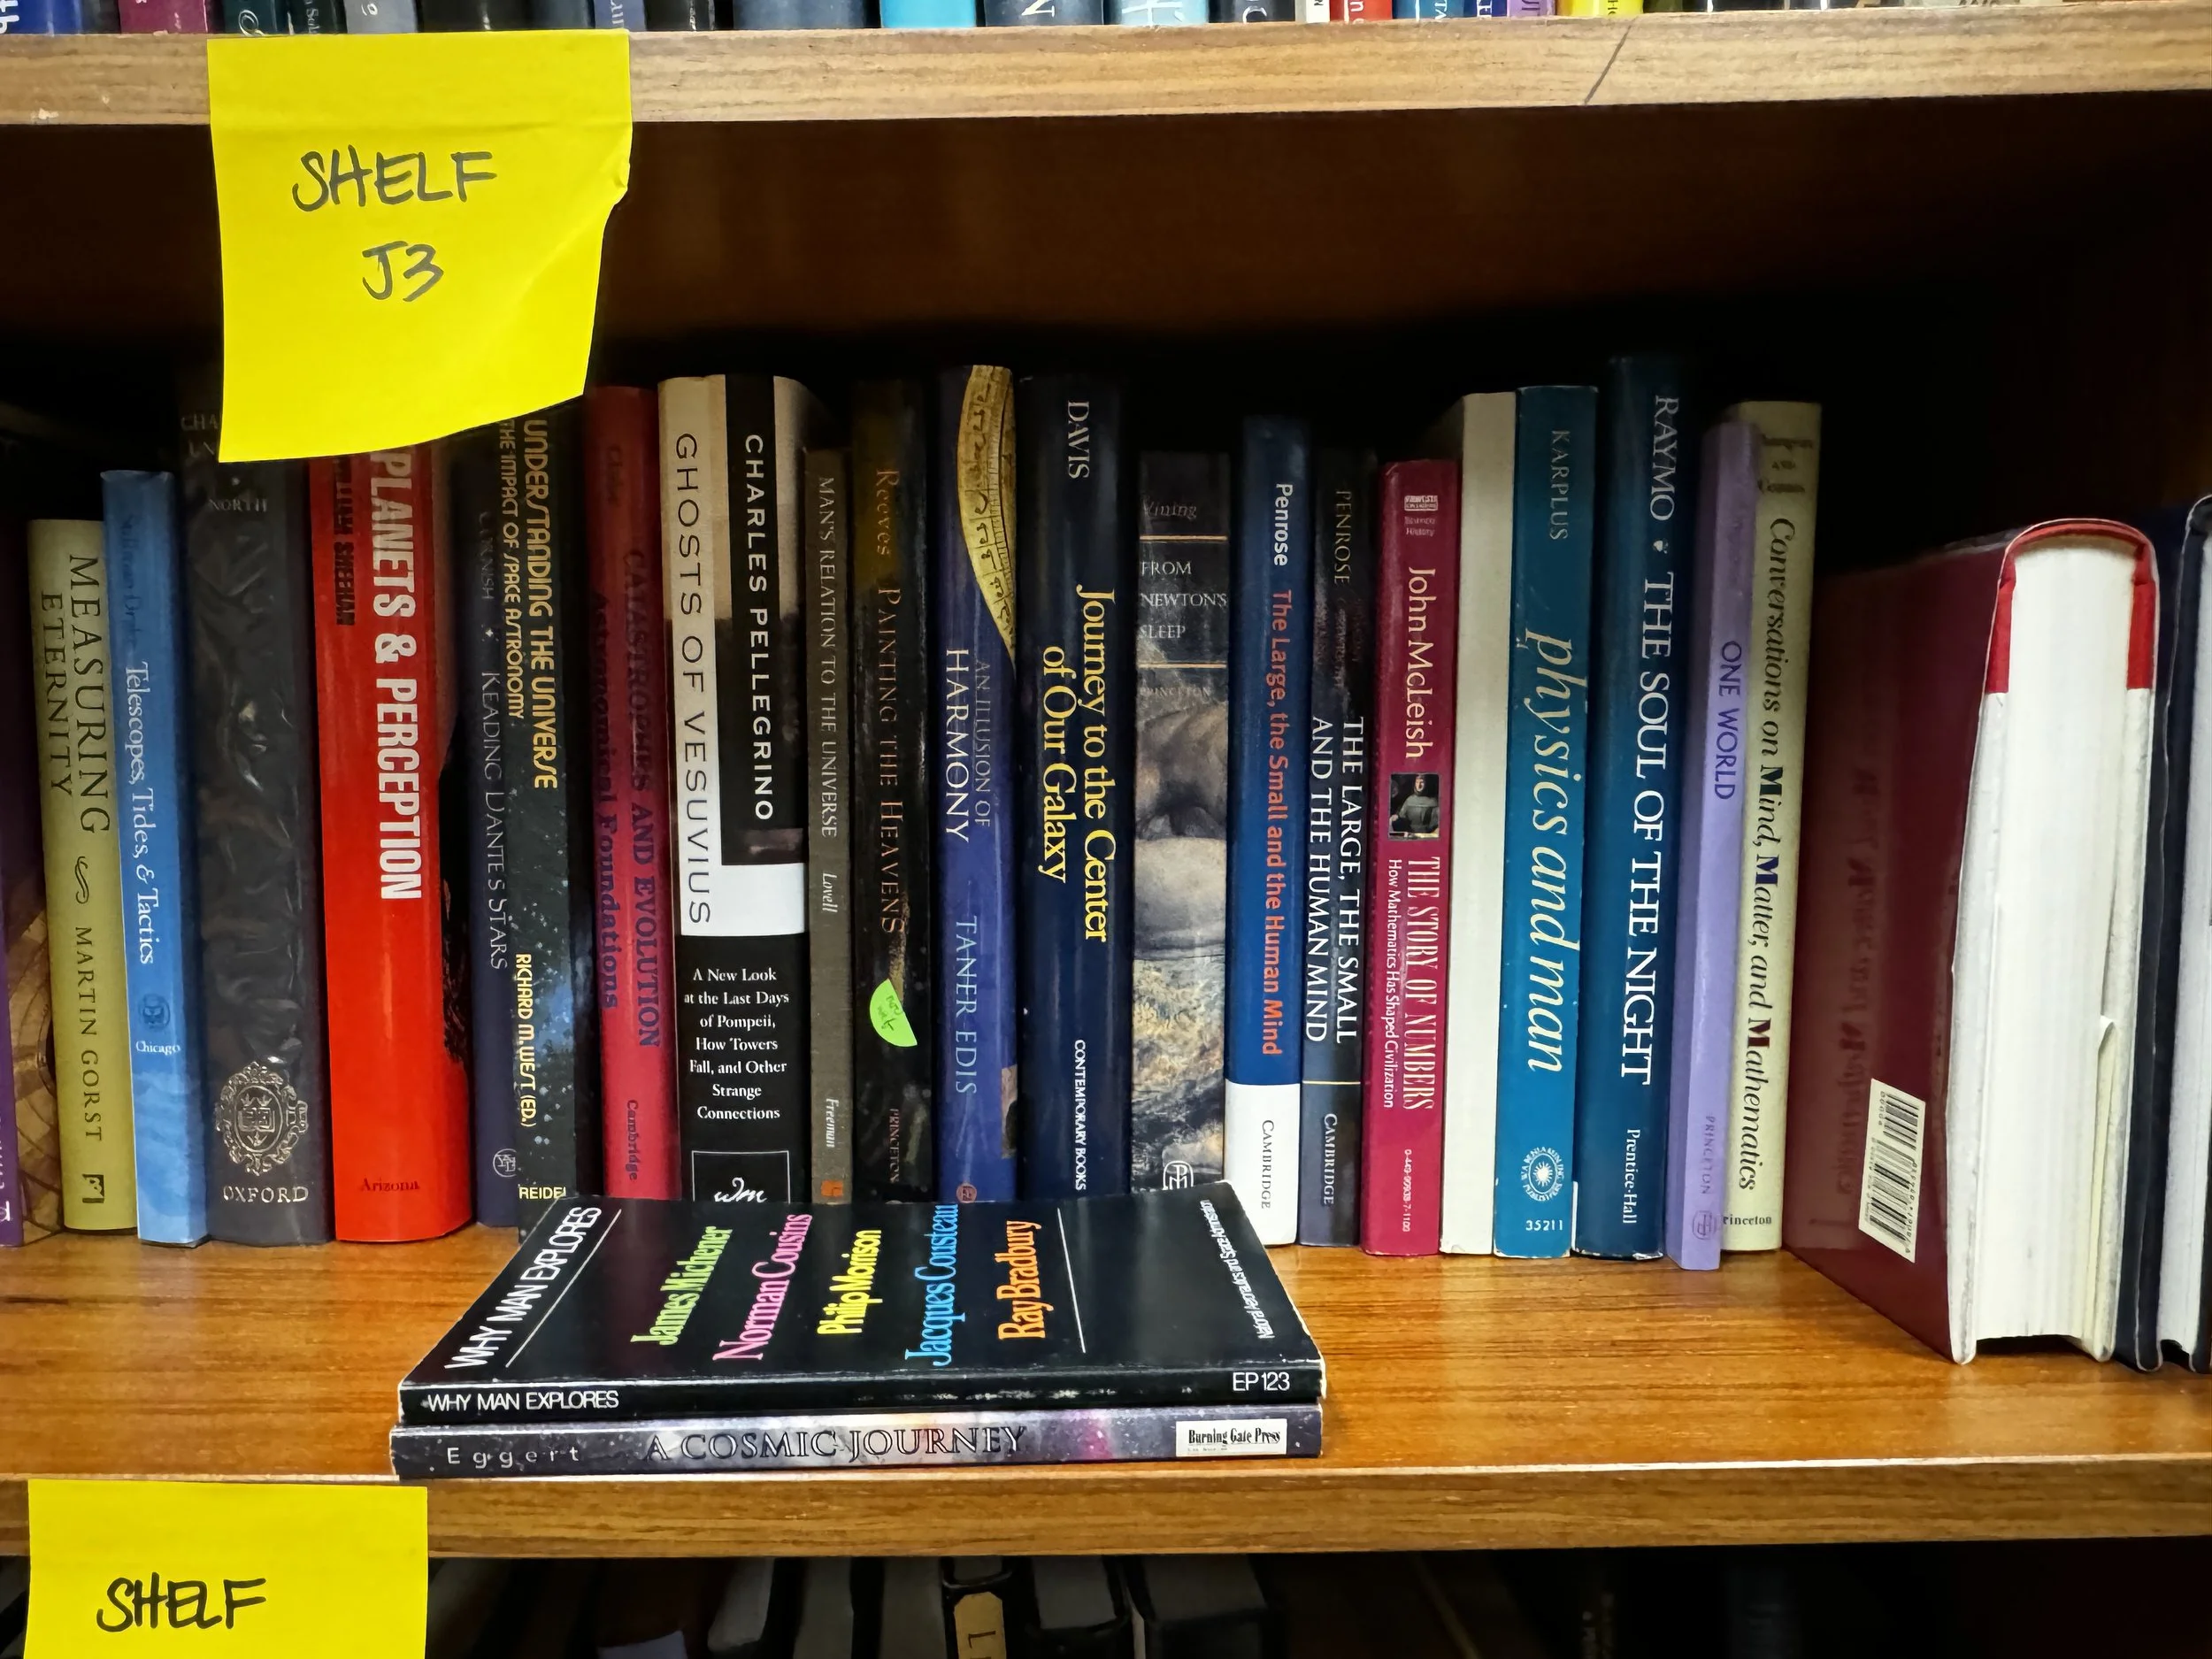 SHELF
J3
MEASURING
ETERNITY
MARTIN GORST
Telescopes, Tides, & Tactics
Chicago
NORTH
OXFORD
PLANETS & PERCEPTION
Arizona
READING DANTE'S STARS
UNDERSTANDING THE UNIVERSE
THE IMPACT OF SPACE ASTRONOMY
RICHARD M. WEST (ED.)
REIDEL
CATASTROPHES AND EVOLUTION
Astronomical Foundations
Cambridge
GHOSTS OF VESUVIUS
CHARLES PELLEGRINO
A New Look
at the Last Days
of Pompeii,
How Towers
Fall, and Other
Strange
Connections
wm
MAN'S RELATION TO THE UNIVERSE
Lovell
Freeman
Reeves PAINTING THE HEAVENS
PRINCETON
AN ILLUSION OF
HARMONY
TANER EDIS
DAVIS
Journey to the Center
of Our Galaxy
CONTEMPORARY BOOKS
Vining
FROM
NEWTON'S
SLEEP
PRINCETON
Penrose The Large, the Small and the Human Mind
CAMBRIDGE
PENROSE
THE LARGE, THE SMALL
AND THE HUMAN MIND
CAMBRIDGE
John McLeish
THE STORY OF NUMBERS
How Mathematics Has Shaped Civilization
KARPLUS
physics and man
35211
RAYMO THE SOUL OF THE NIGHT
Prentice-Hall
ONE WORLD
PRINCETON
Conversations on Mind, Matter, and Mathematics
Princeton
WHY MAN EXPLORES
James Michener
Norman Cousins
Philip Morrison
Jacques Cousteau
Ray Bradbury
WHY MAN EXPLORES
EP 123
Eggert A COSMIC JOURNEY
Burning Gate Press
SHELF